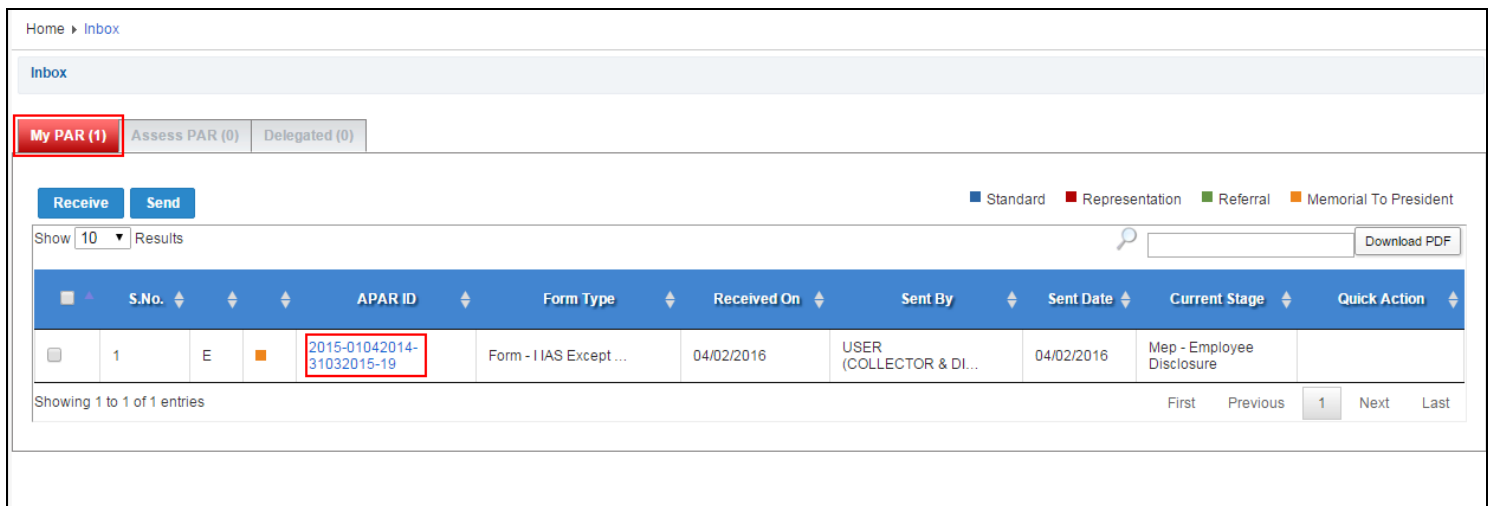 Home ▸ Inbox
Inbox
My PAR (1) Assess PAR (0) Delegated (0)
Receive Send Standard Representation Referral Memorial To President
Show 10 Results Download PDF
S.No. APAR ID Form Type Received On Sent By Sent Date Current Stage Quick Action
1 E 2015-01042014-31032015-19 Form - I IAS Except ... 04/02/2016 USER (COLLECTOR & DI... 04/02/2016 Mep - Employee Disclosure
Showing 1 to 1 of 1 entries First Previous 1 Next Last